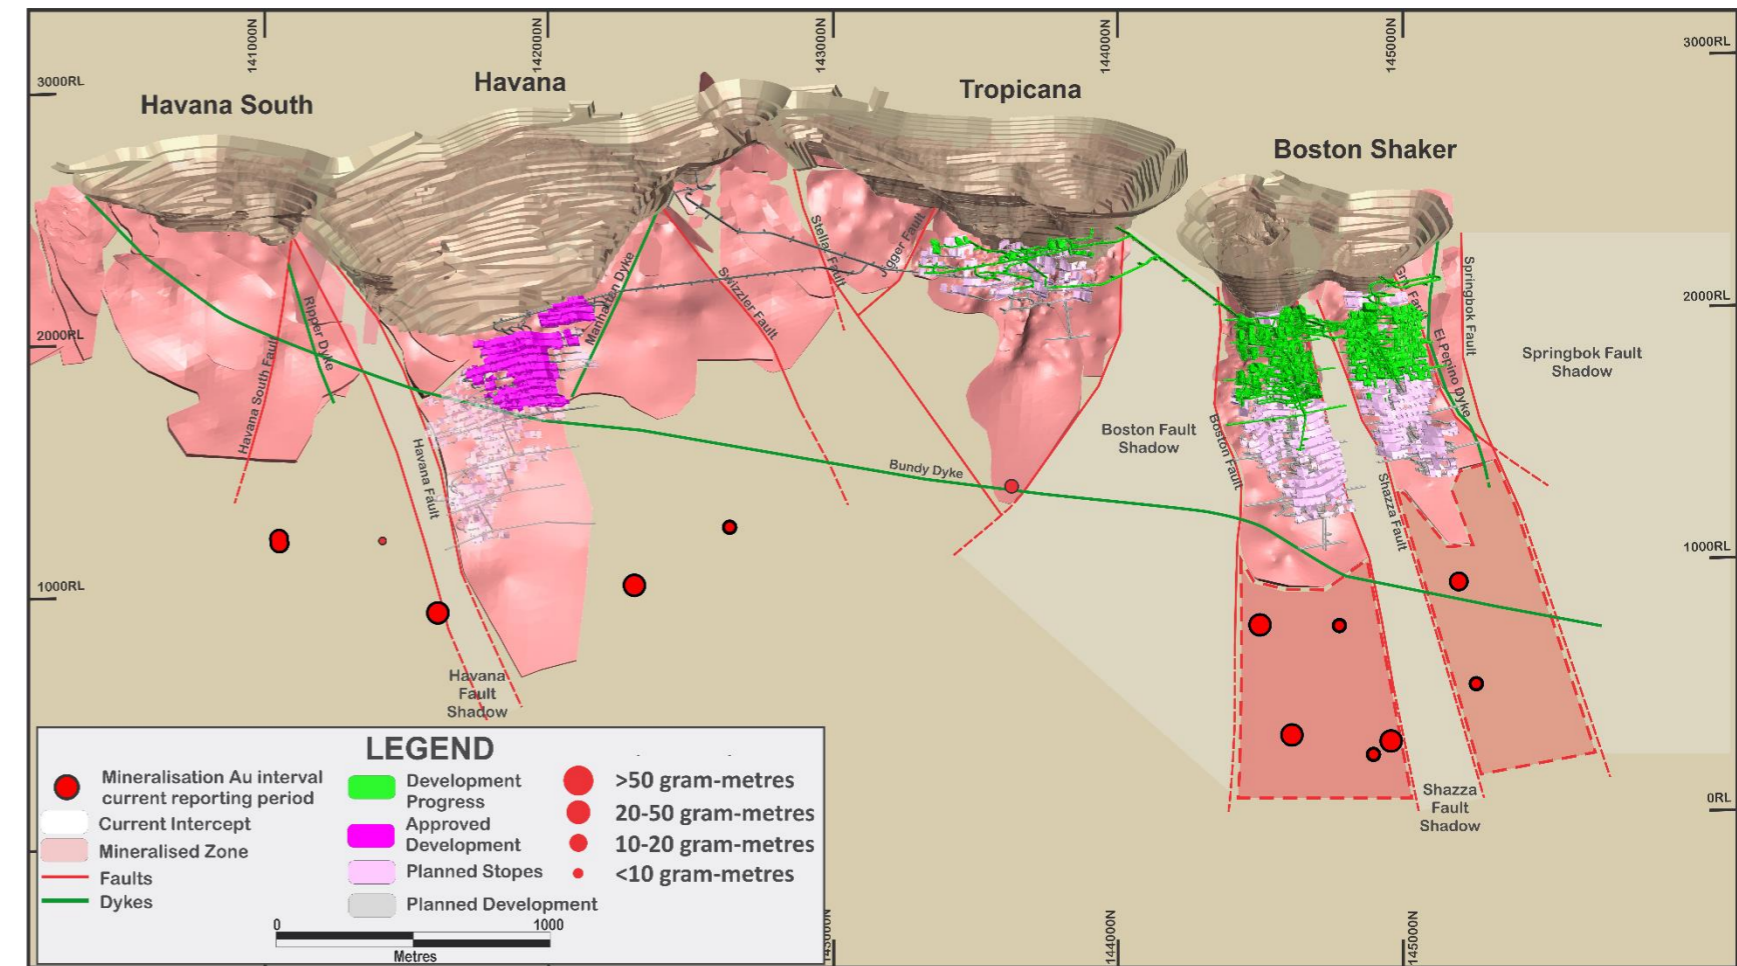 141000N
142000N
143000N
144000N
145000N
3000RL
3000RL
Havana South
Havana
Tropicana
Boston Shaker
2000RL
2000RL
1000RL
1000RL
0RL
Havana South Fault
Ripper Dyke
Havana Fault
Manhatten Dyke
Swizzler Fault
Stella Fault
Bundy Dyke
Boston Fault
Shadow
Boston Fault
Shazza Fault
El Pepino Dyke
Springbok Fault
Springbok Fault
Shadow
Havana
Fault
Shadow
Shazza
Fault
Shadow
LEGEND
Mineralisation Au interval
current reporting period
Current Intercept
Mineralised Zone
Faults
Dykes
Development
Progress
Approved
Development
Planned Stopes
Planned Development
>50 gram-metres
20-50 gram-metres
10-20 gram-metres
<10 gram-metres
0
1000
Metres
144000N
145000N